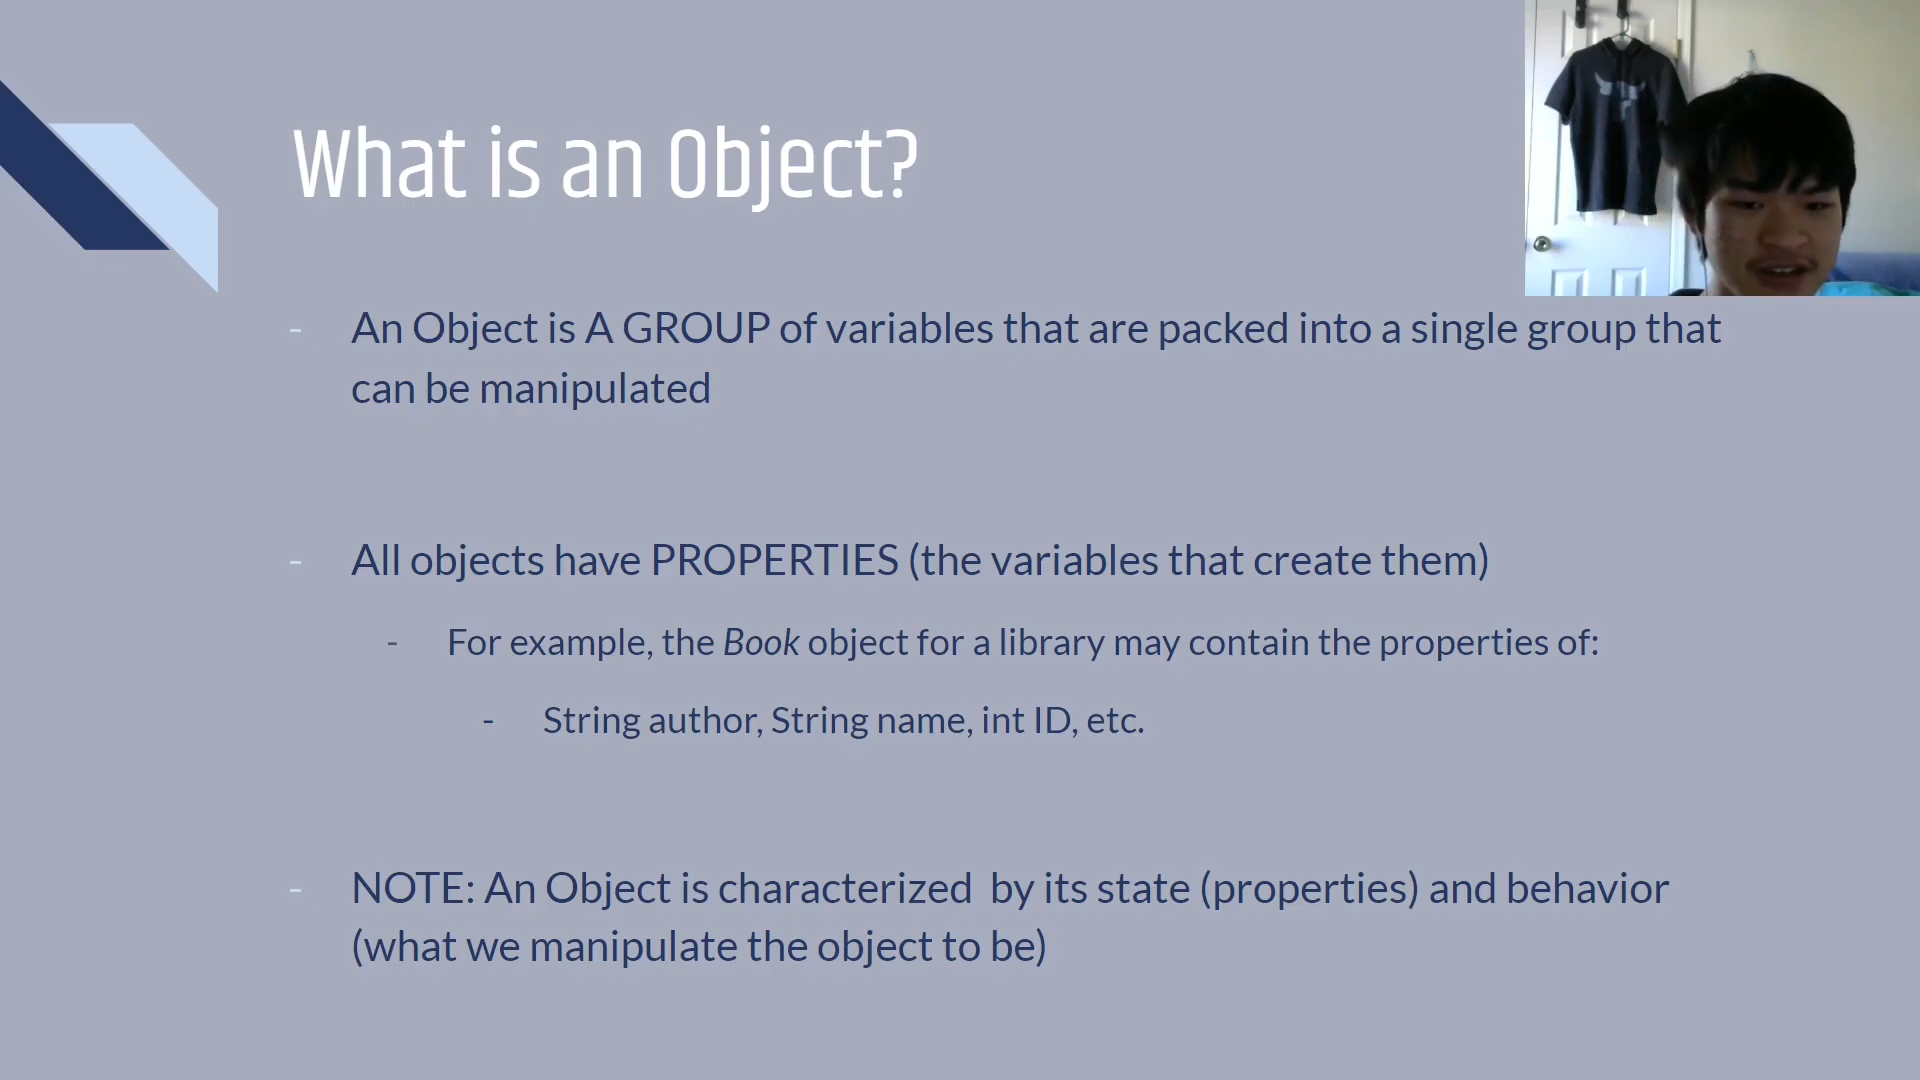 What is an Object?
- An Object is A GROUP of variables that are packed into a single group that
can be manipulated
- All objects have PROPERTIES (the variables that create them)
- For example, the Book object for a library may contain the properties of:
- String author, String name, int ID, etc.
- NOTE: An Object is characterized  by its state (properties) and behavior
(what we manipulate the object to be)